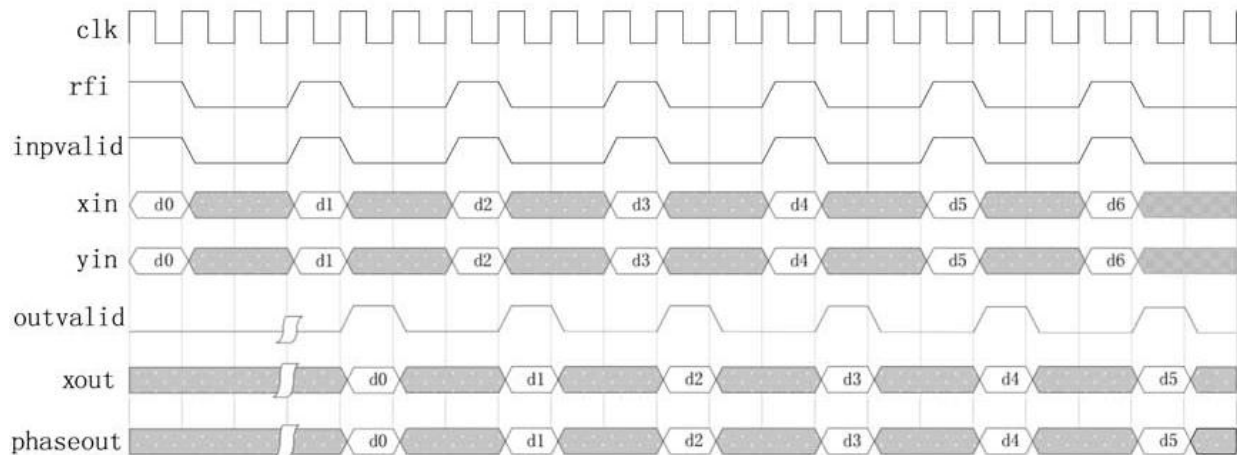 clk
rfi
inpvalid
xin d0 d1 d2 d3 d4 d5 d6
yin d0 d1 d2 d3 d4 d5 d6
outvalid
xout d0 d1 d2 d3 d4 d5
phaseout d0 d1 d2 d3 d4 d5